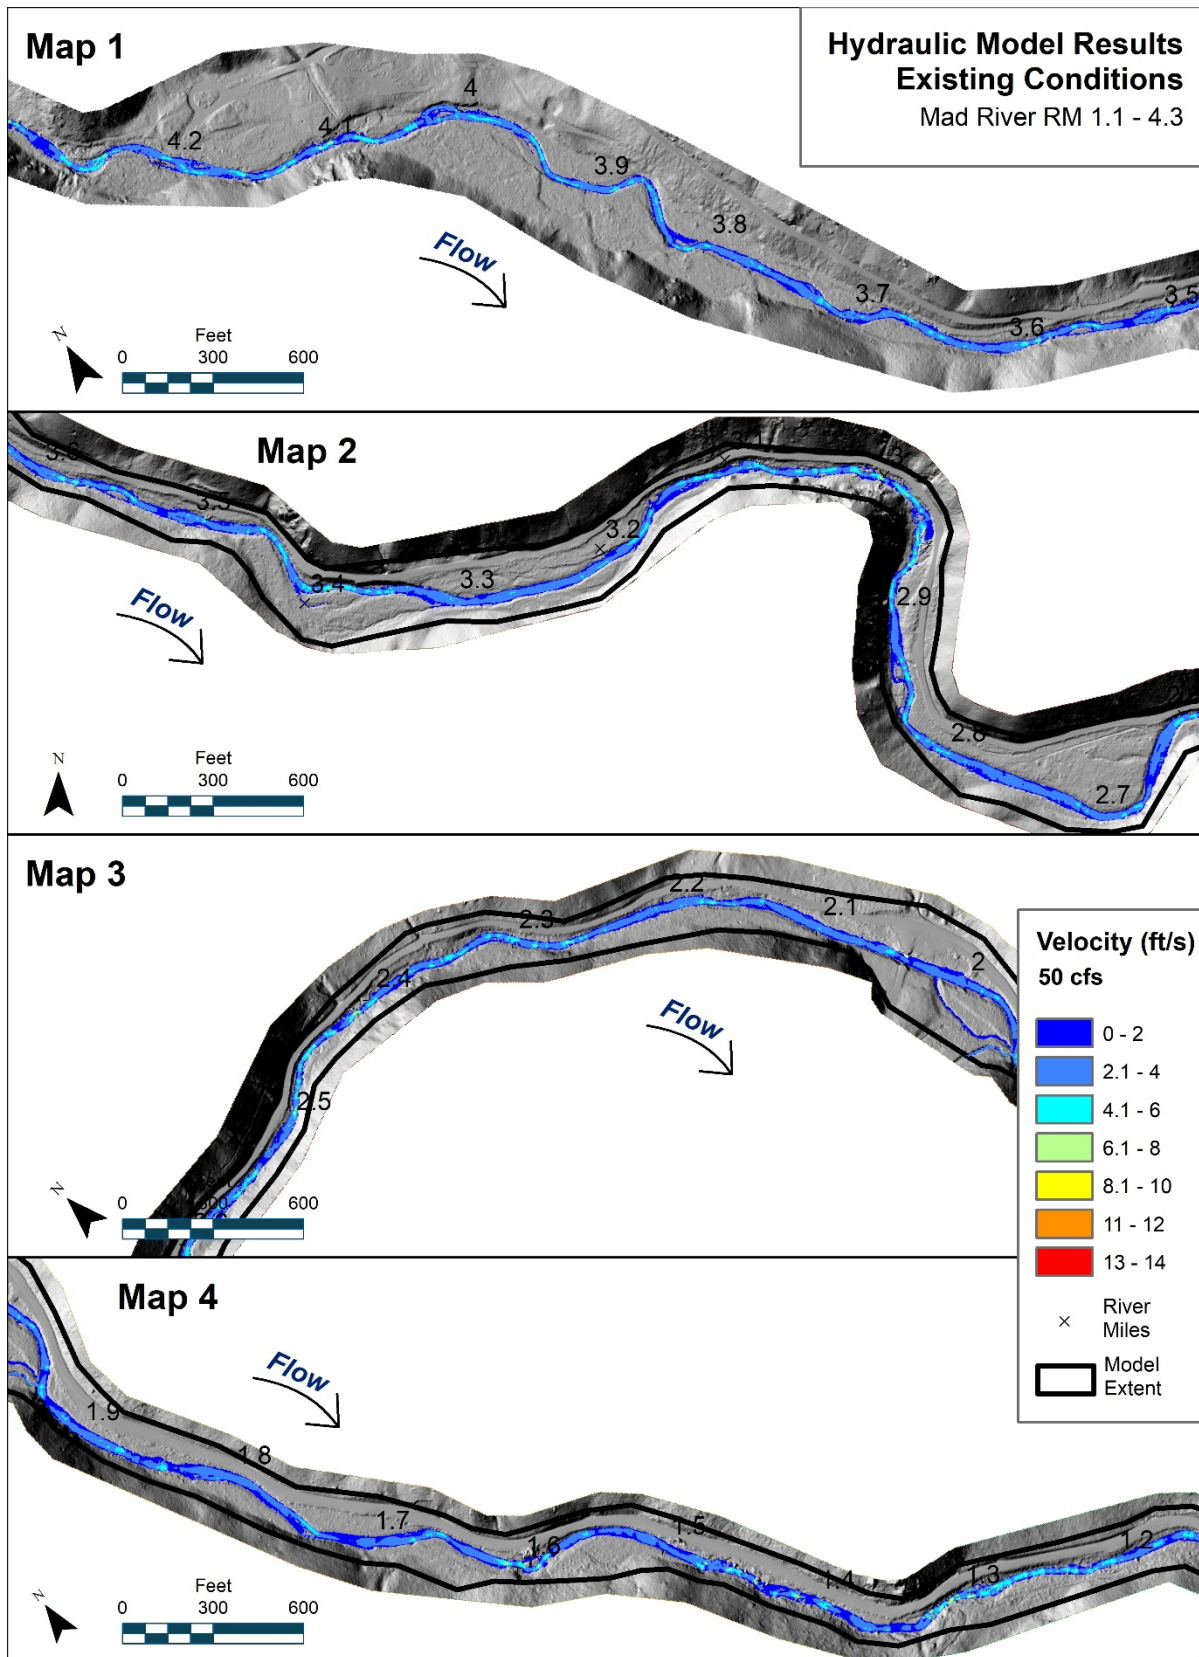 Map 1
Hydraulic Model Results
Existing Conditions
Mad River RM 1.1 - 4.3
4
4.1
4.2
3.9
3.8
3.7
3.6
3.5
Flow
N
Feet
0 300 600
Map 2
3.6
3.5
3.4
3.3
3.2
3
2.9
2.8
2.7
Flow
N
Feet
0 300 600
Map 3
2.2
2.3
2.1
2.4
2
2.5
Flow
N
0 300 600
Velocity (ft/s)
50 cfs
0 - 2
2.1 - 4
4.1 - 6
6.1 - 8
8.1 - 10
11 - 12
13 - 14
River
Miles
Model
Extent
Map 4
Flow
1.9
1.8
1.7
1.6
1.5
1.4
1.3
1.2
N
Feet
0 300 600